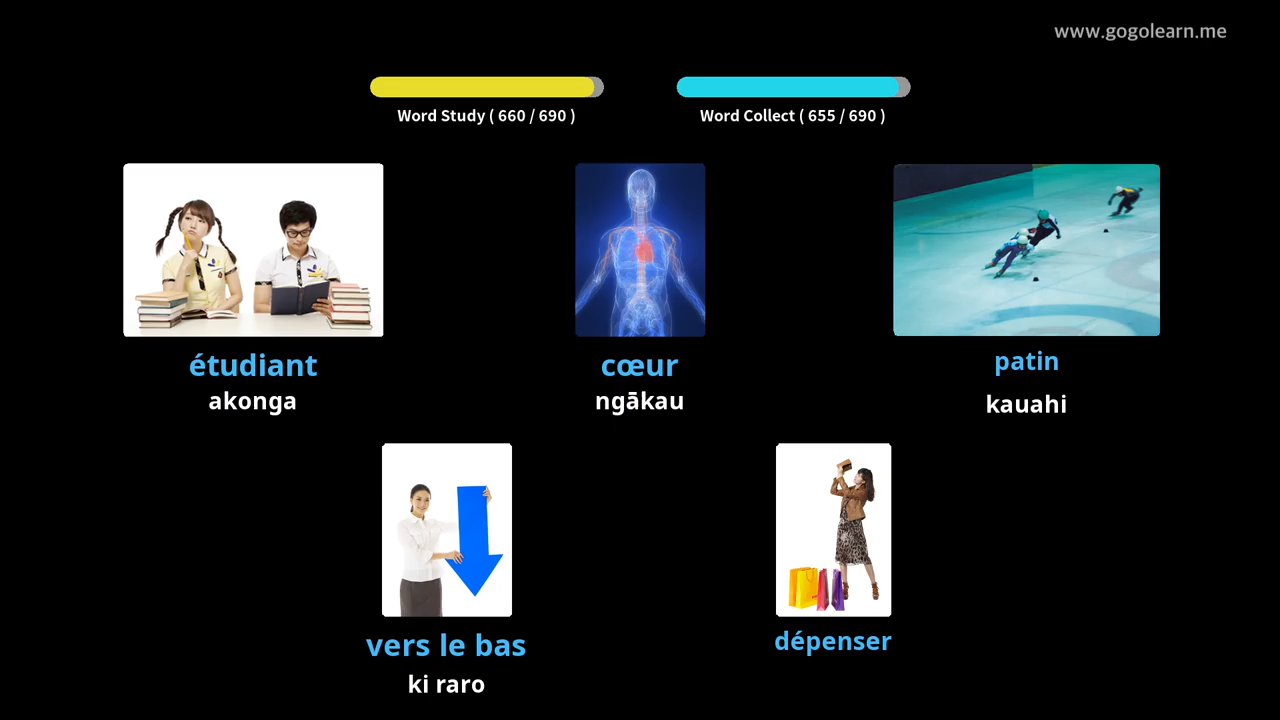 www.gogolearn.me
Word Study ( 660 / 690 )
Word Collect ( 655 / 690 )
étudiant
akonga
cœur
ngākau
patin
kauahi
vers le bas
ki raro
dépenser